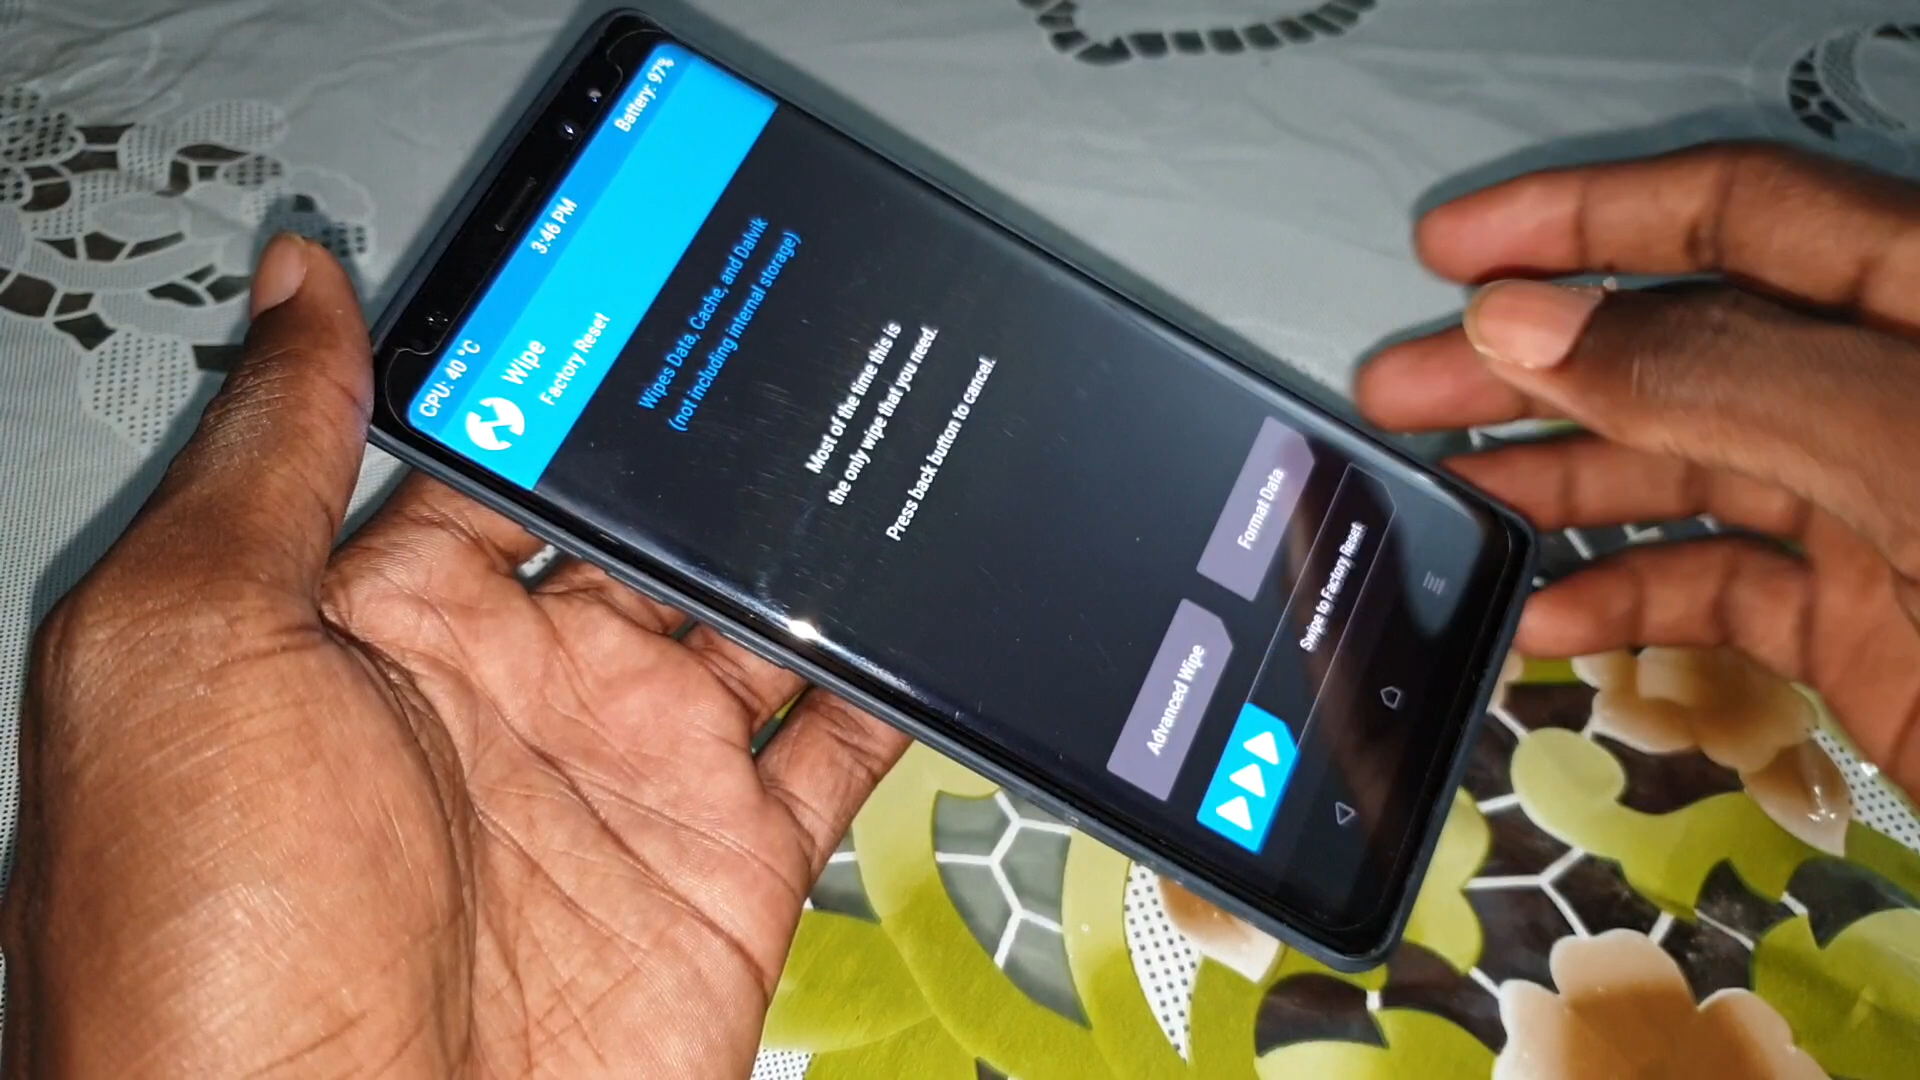 CPU: 40 °C
3:46 PM
Battery: 97%
Wipe
Factory Reset
Wipes Data, Cache, and Dalvik
(not including internal storage)
Most of the time this is
the only wipe that you need.
Press back button to cancel.
Advanced Wipe
Format Data
Swipe to Factory Reset